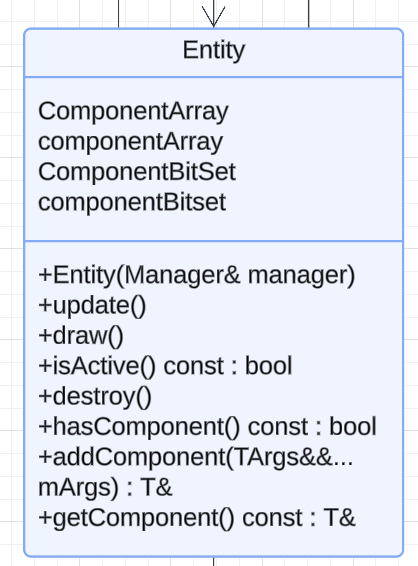 Entity
ComponentArray
componentArray
ComponentBitSet
componentBitset
+Entity(Manager& manager)
+update()
+draw()
+isActive() const : bool
+destroy()
+hasComponent() const : bool
+addComponent(TArgs&&...
mArgs) : T&
+getComponent() const : T&